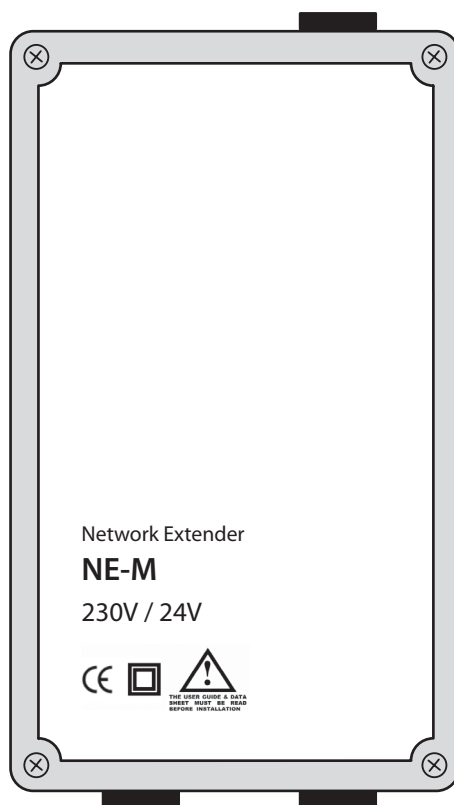 Network Extender
NE-M
230V / 24V
CE
!
THE USER GUIDE & DATA
SHEET MUST BE READ
BEFORE INSTALLATION